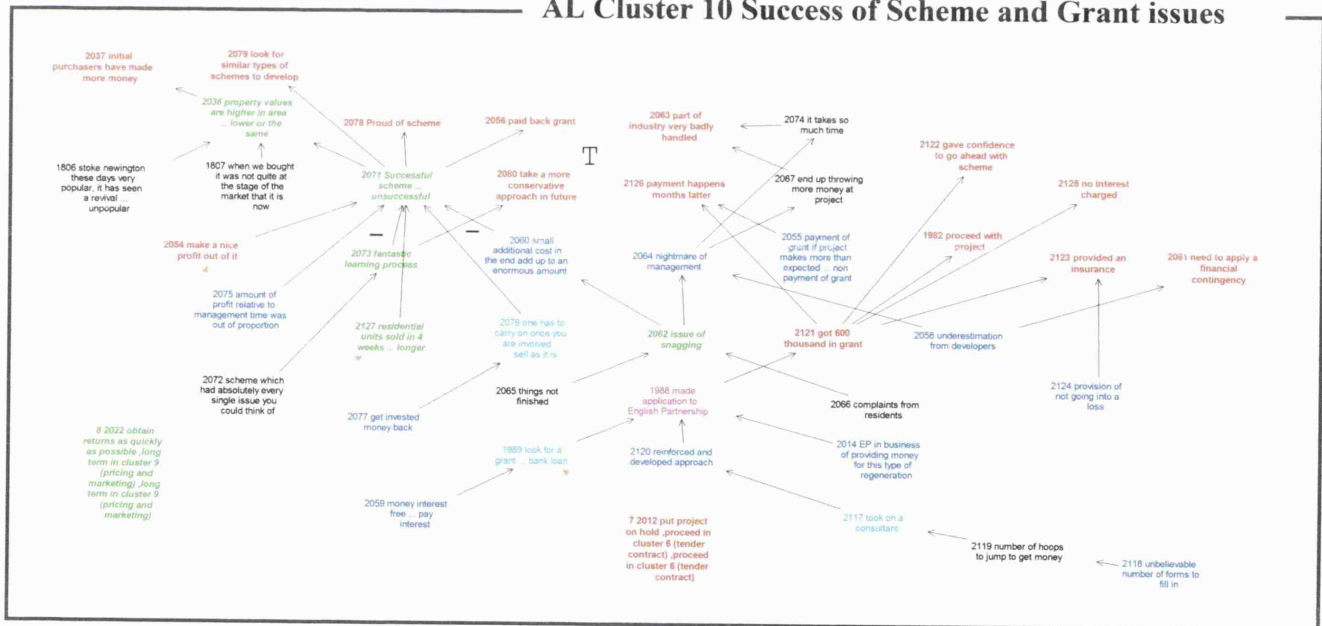 AL Cluster 10 Success of Scheme and Grant issues
2037 initial
purchasers have made
more money
2079 look for
similar types of
schemes to develop
2038 property values
are higher in area
... lower or the
same
2078 Proud of scheme
2056 paid back grant
T
2063 part of
industry very badly
handled
2074 it takes so
much time
2122 gave confidence
to go ahead with
scheme
1806 stoke newington
these days very
popular, it has seen
a revival ...
unpopular
1807 when we bought
it was not quite at
the stage of the
market that it is
now
2071 Successful
scheme ...
unsuccessful
2080 take a more
conservative
approach in future
2126 payment happens
months latter
2067 end up throwing
more money at
project
2125 no interest
charged
2054 make a nice
profit out of it
2073 fantastic
learning process
2060 small
additional cost in
the end add up to an
enormous amount
2064 nightmare of
management
2055 payment of
grant if project
makes more than
expected ... non
payment of grant
1982 proceed with
project
2123 provided an
insurance
2061 need to apply a
financial
contingency
2075 amount of
profit relative to
management time was
out of proportion
2127 residential
units sold in 4
weeks ... longer
2076 one has to
carry on once you
are involved
sell as it is
2062 issue of
snagging
2121 got 600
thousand in grant
2058 underestimation
from developers
2072 scheme which
had absolutely every
single issue you
could think of
2065 things not
finished
1988 made
application to
English Partnership
2066 complaints from
residents
2124 provision of
not going into a
loss
2077 get invested
money back
8 2022 obtain
returns as quickly
as possible ,long
term in cluster 9
(pricing and
marketing) ,long
term in cluster 9
(pricing and
marketing)
1989 look for a
grant ... bank loan
2120 reinforced and
developed approach
2014 EP in business
of providing money
for this type of
regeneration
2059 money interest
free ... pay
interest
7 2012 put project
on hold ,proceed in
cluster 6 (tender
contract) ,proceed
in cluster 6 (tender
contract)
2117 took on a
consultant
2119 number of hoops
to jump to get money
2118 unbelievable
number of forms to
fill in